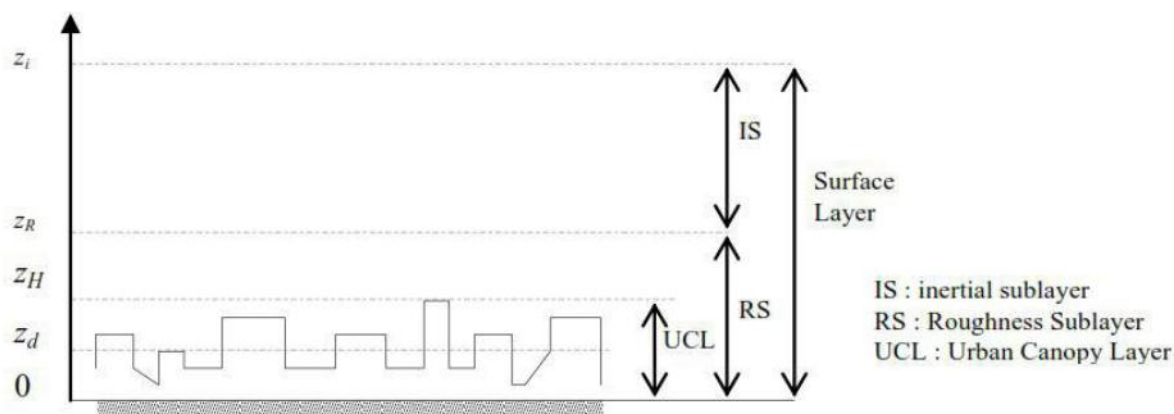 z_i
IS
Surface
Layer
z_R
z_H
RS
IS : inertial sublayer
RS : Roughness Sublayer
UCL : Urban Canopy Layer
z_d
UCL
0